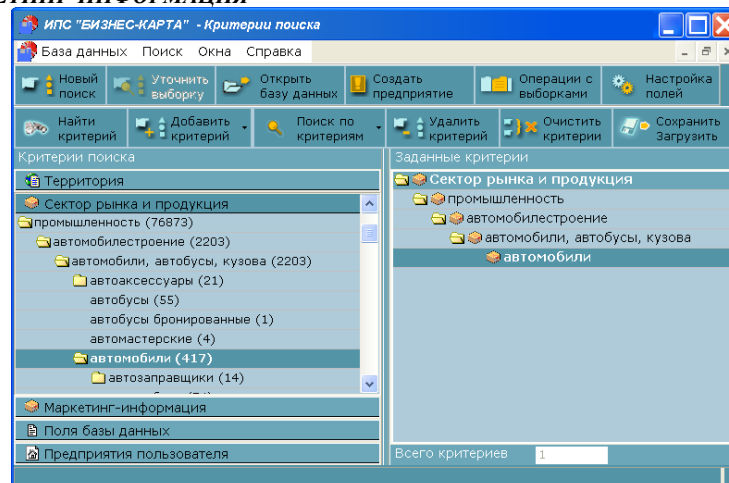 ИПС "БИЗНЕС-КАРТА" - Критерии поиска
База данных Поиск Окна Справка
Новый поиск Уточнить выборку Открыть базу данных Создать предприятие Операции с выборками Настройка полей
Найти критерий Добавить критерий Поиск по критериям Удалить критерий Очистить критерии Сохранить Загрузить
Критерии поиска Заданные критерии
Территория
Сектор рынка и продукция
промышленность (76873)
автомобилестроение (2203)
автомобили, автобусы, кузова (2203)
автоаксессуары (21)
автобусы (55)
автобусы бронированные (1)
автомастерские (4)
автомобили (417)
автозаправщики (14)
Маркетинг-информация
Поля базы данных
Предприятия пользователя
Сектор рынка и продукция
промышленность
автомобилестроение
автомобили, автобусы, кузова
автомобили
Всего критериев 1